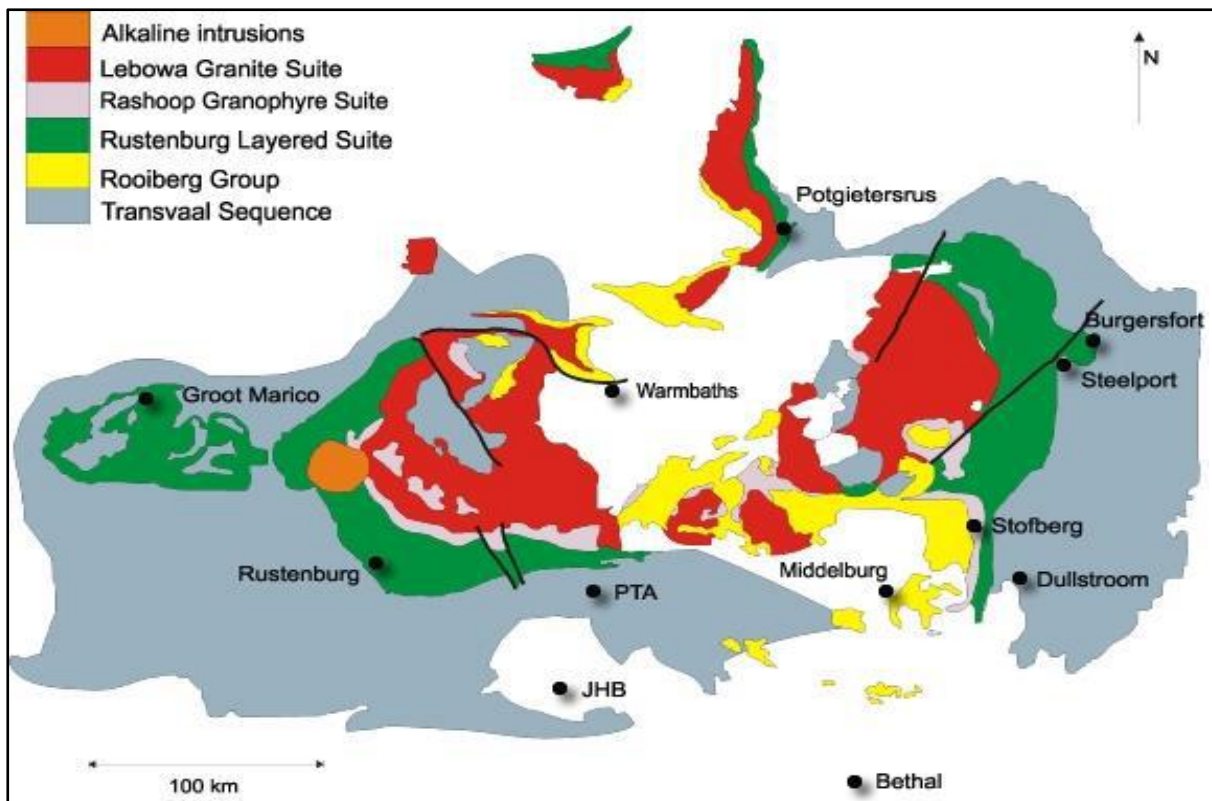 Alkaline intrusions
Lebowa Granite Suite
Rashoop Granophyre Suite
Rustenburg Layered Suite
Rooiberg Group
Transvaal Sequence
N
Potgietersrus
Burgersfort
Steelport
Groot Marico
Warmbaths
Stofberg
Rustenburg
PTA
Middelburg
Dullstroom
JHB
100 km
Bethal